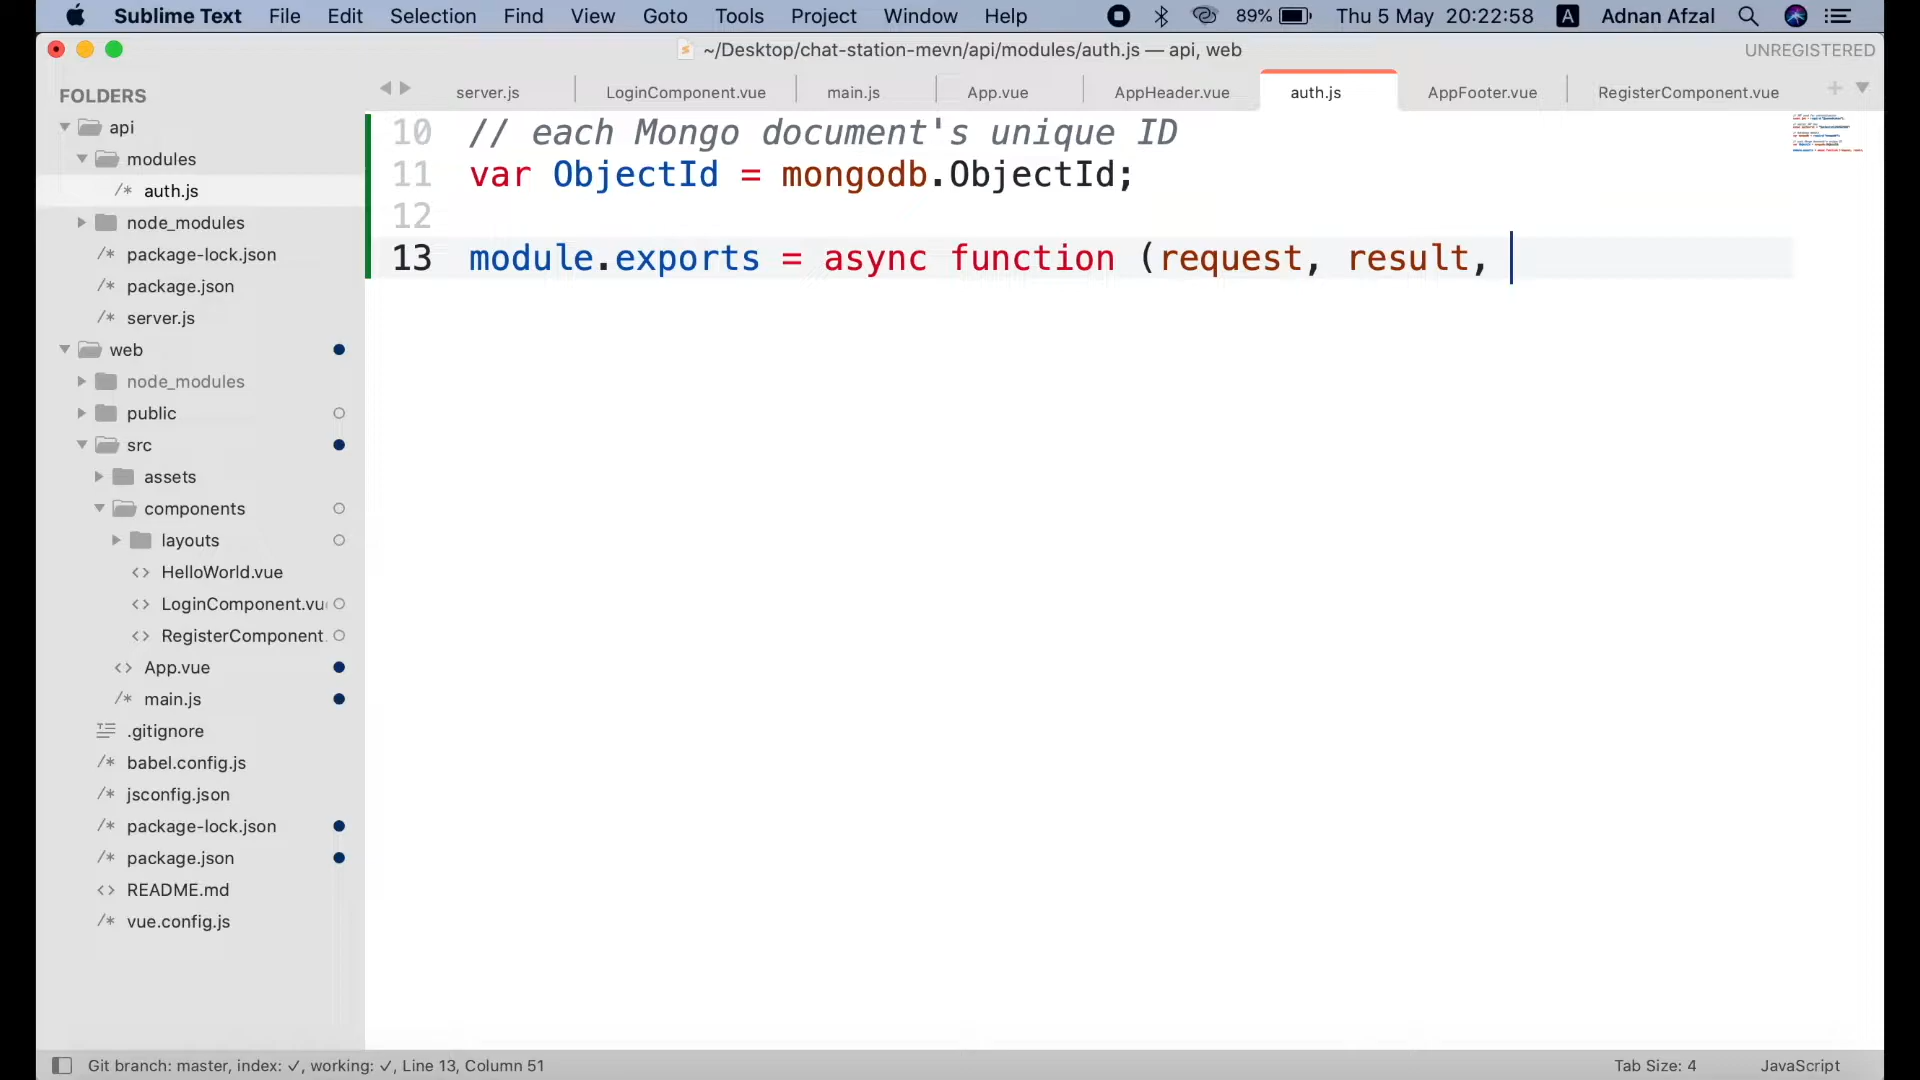 Sublime Text File Edit Selection Find View Goto Tools Project Window Help 89% Thu 5 May 20:22:58 A Adnan Afzal
~/Desktop/chat-station-mevn/api/modules/auth.js — api, web UNREGISTERED
FOLDERS
api
modules
/* auth.js
node_modules
/* package-lock.json
/* package.json
/* server.js
web
node_modules
public
src
assets
components
layouts
<> HelloWorld.vue
<> LoginComponent.vu
<> RegisterComponent.
<> App.vue
/* main.js
.gitignore
/* babel.config.js
/* jsconfig.json
/* package-lock.json
/* package.json
<> README.md
/* vue.config.js
server.js LoginComponent.vue main.js App.vue AppHeader.vue auth.js AppFooter.vue RegisterComponent.vue
10 // each Mongo document's unique ID
11 var ObjectId = mongodb.ObjectId;
12
13 module.exports = async function (request, result,
Git branch: master, index: ✓, working: ✓, Line 13, Column 51 Tab Size: 4 JavaScript